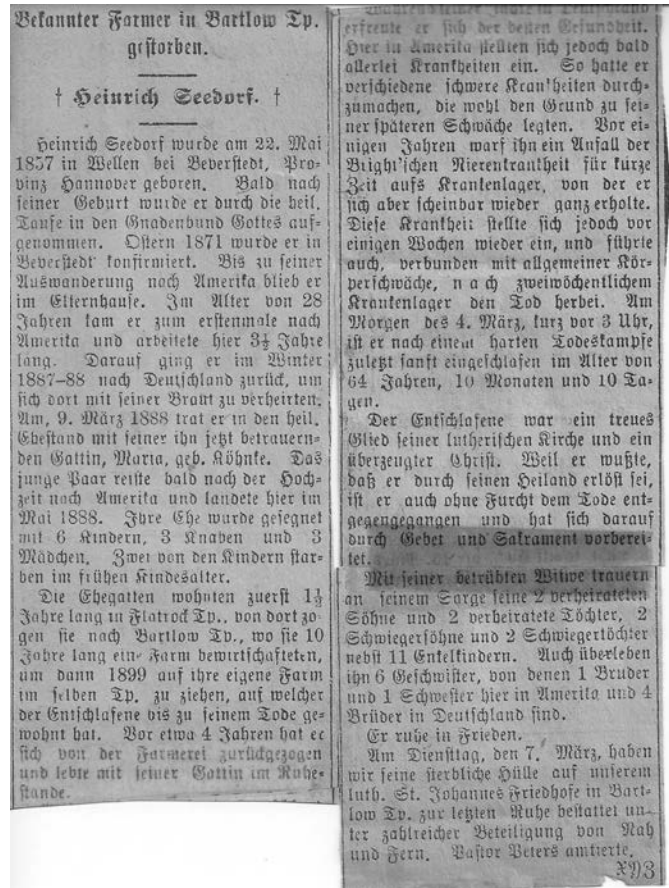 Bekannter Farmer in Bartlow Tp.
gestorben.
† Heinrich Seedorf. †
Heinrich Seedorf wurde am 22. Mai
1857 in Wellen bei Beverstedt, Pro-
vinz Hannover geboren. Bald nach
seiner Geburt wurde er durch die heil.
Taufe in den Gnadenbund Gottes auf-
genommen. Ostern 1871 wurde er in
Beverstedt konfirmiert. Bis zu seiner
Auswanderung nach Amerika blieb er
im Elternhause. Im Alter von 28
Jahren kam er zum erstenmale nach
Amerika und arbeitete hier 3½ Jahre
lang. Darauf ging er im Winter
1887-88 nach Deutschland zurück, um
sich dort mit seiner Braut zu verheirten.
Am, 9. März 1888 trat er in den heil.
Ehestand mit seiner ihn jetzt betrauern-
den Gattin, Maria, geb. Köhnke. Das
junge Paar reiste bald nach der Hoch-
zeit nach Amerika und landete hier im
Mai 1888. Ihre Ehe wurde gesegnet
mit 6 Kindern, 3 Knaben und 3
Mädchen. Zwei von den Kindern star-
ben im frühen Kindesalter.
Die Ehegatten wohnten zuerst 1½
Jahre lang in Flatrock Tp., von dort zo-
gen sie nach Bartlow Tp., wo sie 10
Jahre lang eine Farm bewirtschafteten,
um dann 1899 auf ihre eigene Farm
im selben Tp. zu ziehen, auf welcher
der Entschlafene bis zu seinem Tode ge-
wohnt hat. Vor etwa 4 Jahren hat er
sich von der Farmerei zurückgezogen
und lebte mit seiner Gattin im Ruhe-
stande.
erfreute er sich der besten Gesundheit.
Hier in Amerika stellten sich jedoch bald
allerlei Krankheiten ein. So hatte er
verschiedene schwere Krankheiten durch-
zumachen, die wohl den Grund zu sei-
ner späteren Schwäche legten. Vor ei-
nigen Jahren warf ihn ein Anfall der
Bright'schen Nierenkrankheit für kurze
Zeit aufs Krankenlager, von der er
sich aber scheinbar wieder ganz erholte.
Diese Krankheit stellte sich jedoch vor
einigen Wochen wieder ein, und führte
auch, verbunden mit allgemeiner Kör-
perschwäche, nach zweiwöchentlichem
Krankenlager den Tod herbei. Am
Morgen des 4. März, kurz vor 3 Uhr,
ist er nach einem harten Todeskampfe
zuletzt sanft eingeschlafen im Alter von
64 Jahren, 10 Monaten und 10 Ta-
gen.
Der Entschlafene war ein treues
Glied seiner lutherischen Kirche und ein
überzeugter Christ. Weil er wußte,
daß er durch seinen Heiland erlöst sei,
ist er auch ohne Furcht dem Tode ent-
gegengegangen und hat sich darauf
durch Gebet und Sakrament vorberei-
tet.
Mit seiner betrübten Witwe trauern
an seinem Sarge seine 2 verheirateten
Söhne und 2 verheiratete Töchter, 2
Schwiegersöhne und 2 Schwiegertöchter
nebst 11 Enkelkindern. Auch überleben
ihn 6 Geschwister, von denen 1 Bruder
und 1 Schwester hier in Amerika und 4
Brüder in Deutschland sind.
Er ruhe in Frieden.
Am Diensttag, den 7. März, haben
wir seine sterbliche Hülle auf unserem
luth. St. Johannes Friedhofe in Bart-
low Tp. zur letzten Ruhe bestattet un-
ter zahlreicher Beteiligung von Nah
und Fern. Pastor Peters amtierte.